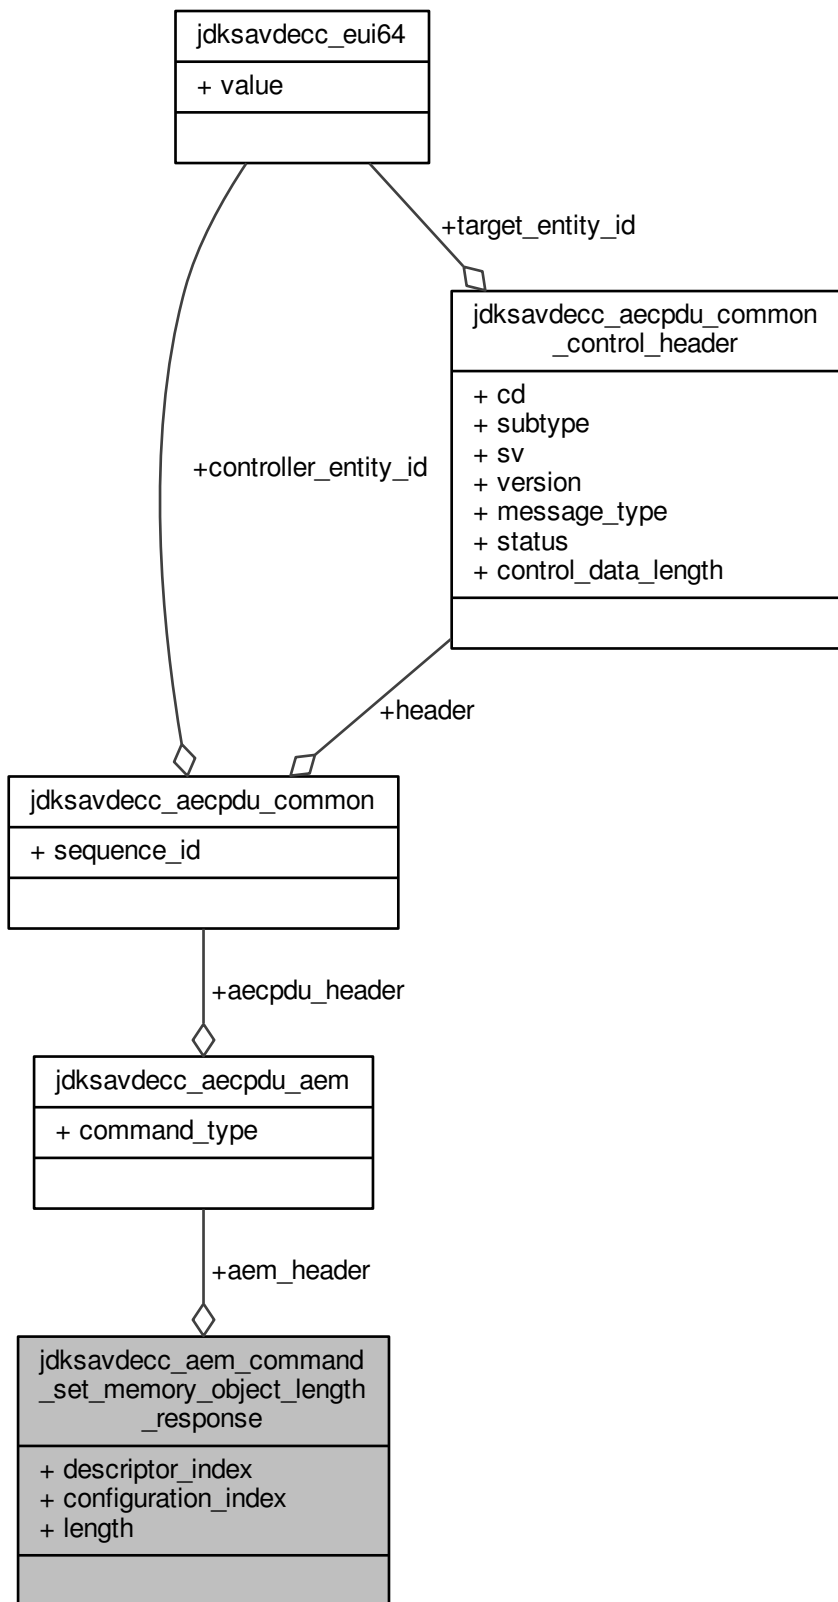 jdksavdecc_eui64
+ value
+target_entity_id
jdksavdecc_aecpdu_common
_control_header
+ cd
+ subtype
+ sv
+ version
+ message_type
+ status
+ control_data_length
+controller_entity_id
+header
jdksavdecc_aecpdu_common
+ sequence_id
+aecpdu_header
jdksavdecc_aecpdu_aem
+ command_type
+aem_header
jdksavdecc_aem_command
_set_memory_object_length
_response
+ descriptor_index
+ configuration_index
+ length